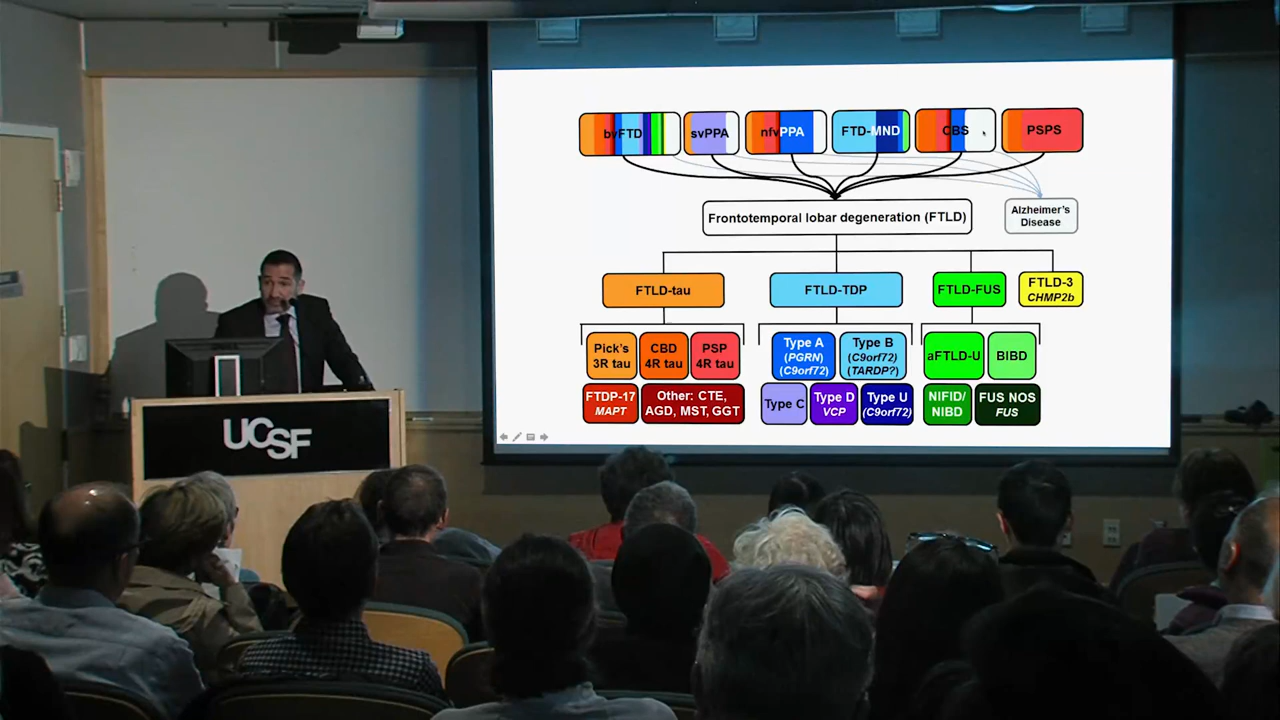 bvFTD
svPPA
nfvPPA
FTD-MND
CBS
PSPS
Frontotemporal lobar degeneration (FTLD)
Alzheimer's
Disease
FTLD-tau
FTLD-TDP
FTLD-FUS
FTLD-3
CHMP2b
Pick's
3R tau
CBD
4R tau
PSP
4R tau
Type A
(PGRN)
(C9orf72)
Type B
(C9orf72)
(TARDP?)
aFTLD-U
BIBD
FTDP-17
MAPT
Other: CTE,
AGD, MST, GGT
Type C
Type D
VCP
Type U
(C9orf72)
NIFID/
NIBD
FUS NOS
FUS
UCSF